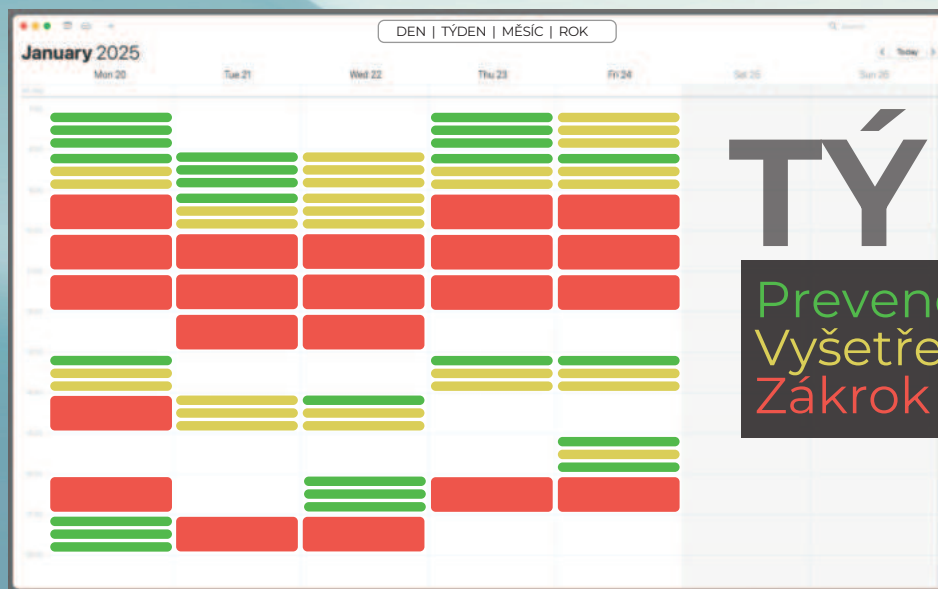 DEN | TÝDEN | MĚSÍC | ROK
January 2025
Today
Mon 20
Tue 21
Wed 22
Thu 23
Fri 24
Sat 25
Sun 26
TÝ
Preven
Vyšetře
Zákrok